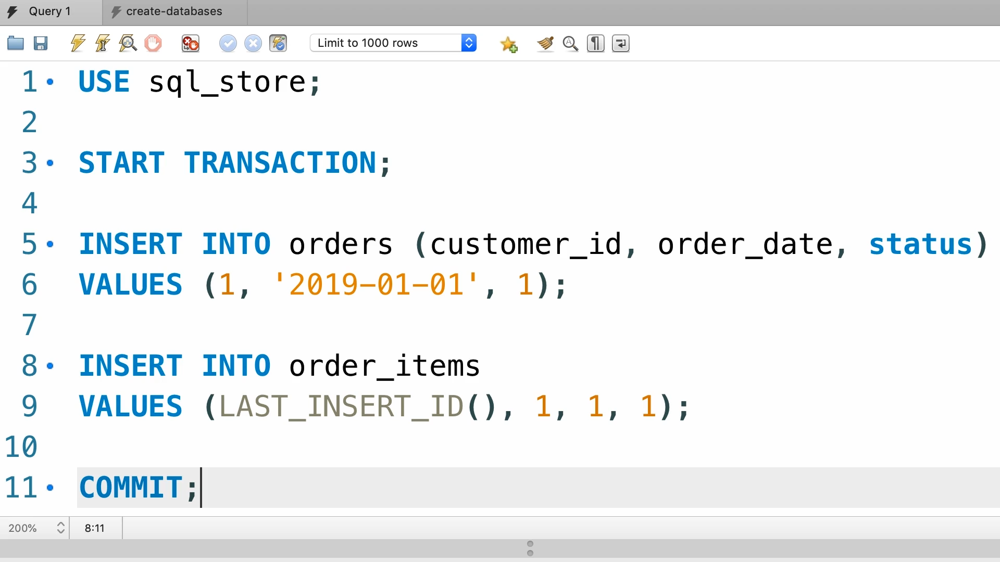 Query 1
create-databases
Limit to 1000 rows
1 USE sql_store;
2
3 START TRANSACTION;
4
5 INSERT INTO orders (customer_id, order_date, status)
6 VALUES (1, '2019-01-01', 1);
7
8 INSERT INTO order_items
9 VALUES (LAST_INSERT_ID(), 1, 1, 1);
10
11 COMMIT;
200% 8:11